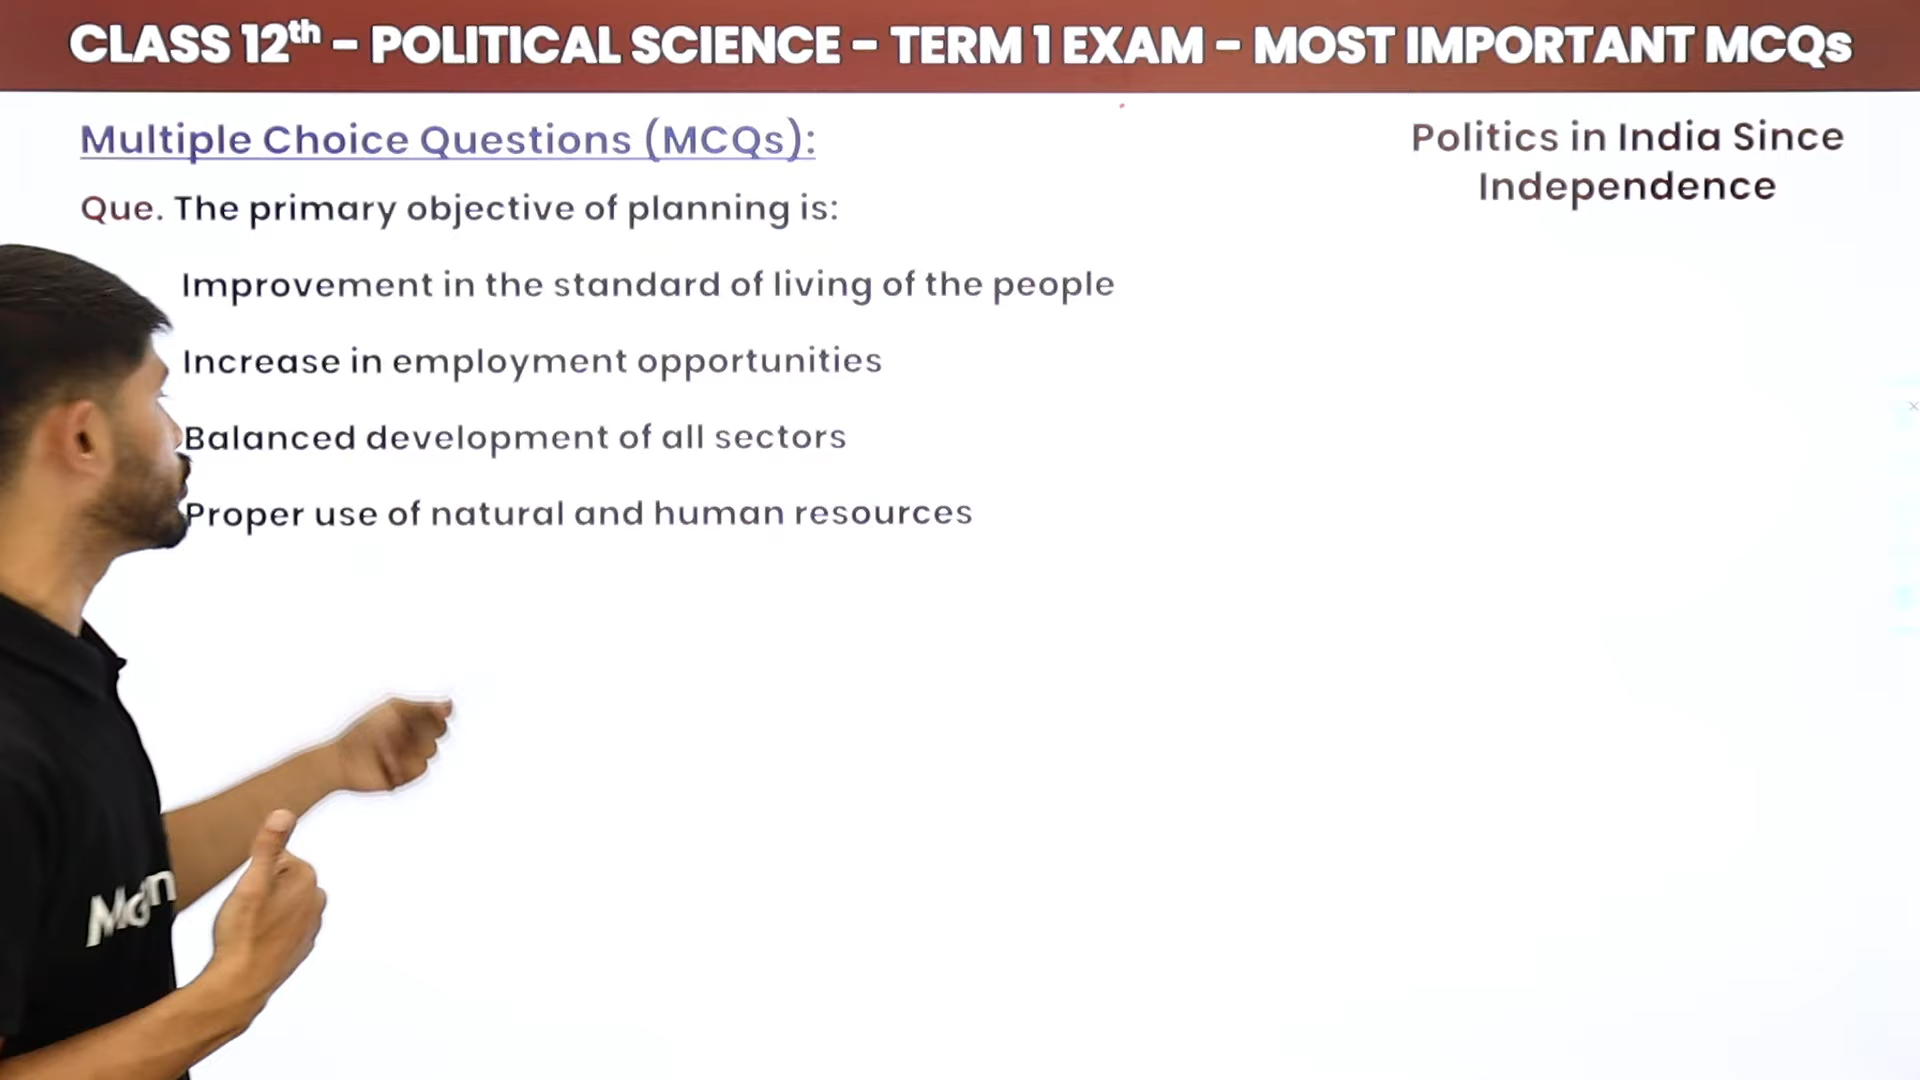 CLASS 12th – POLITICAL SCIENCE – TERM 1 EXAM – MOST IMPORTANT MCQs
Multiple Choice Questions (MCQs):
Politics in India Since
Independence
Que. The primary objective of planning is:
Improvement in the standard of living of the people
Increase in employment opportunities
Balanced development of all sectors
Proper use of natural and human resources